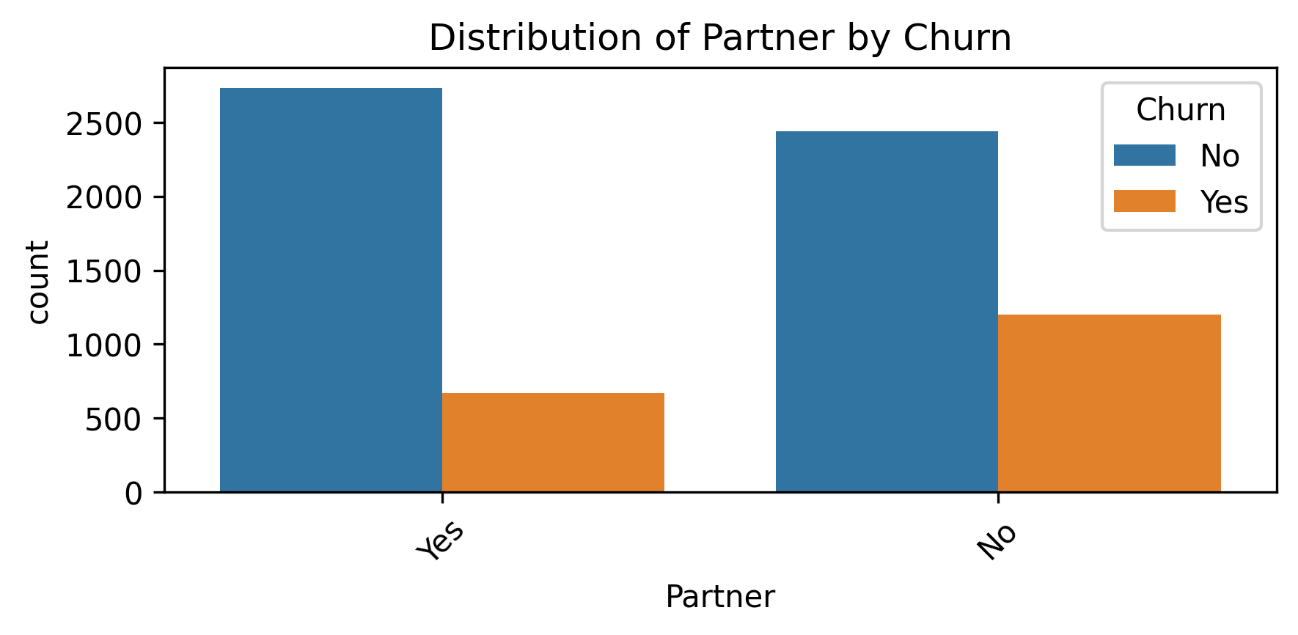 Distribution of Partner by Churn
Churn
No
Yes
2500
2000
1500
1000
500
0
count
Yes
No
Partner